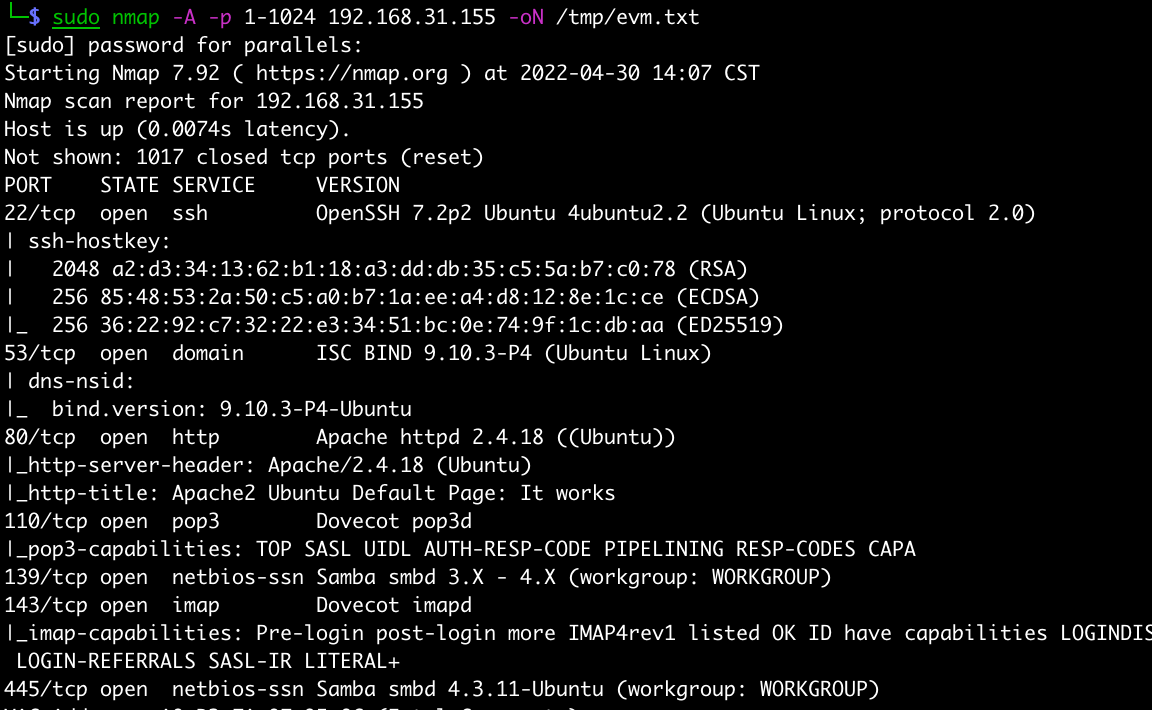 └─$ sudo nmap -A -p 1-1024 192.168.31.155 -oN /tmp/evm.txt
[sudo] password for parallels:
Starting Nmap 7.92 ( https://nmap.org ) at 2022-04-30 14:07 CST
Nmap scan report for 192.168.31.155
Host is up (0.0074s latency).
Not shown: 1017 closed tcp ports (reset)
PORT    STATE SERVICE     VERSION
22/tcp  open  ssh         OpenSSH 7.2p2 Ubuntu 4ubuntu2.2 (Ubuntu Linux; protocol 2.0)
| ssh-hostkey:
|   2048 a2:d3:34:13:62:b1:18:a3:dd:db:35:c5:5a:b7:c0:78 (RSA)
|   256 85:48:53:2a:50:c5:a0:b7:1a:ee:a4:d8:12:8e:1c:ce (ECDSA)
|_  256 36:22:92:c7:32:22:e3:34:51:bc:0e:74:9f:1c:db:aa (ED25519)
53/tcp  open  domain      ISC BIND 9.10.3-P4 (Ubuntu Linux)
| dns-nsid:
|_  bind.version: 9.10.3-P4-Ubuntu
80/tcp  open  http        Apache httpd 2.4.18 ((Ubuntu))
|_http-server-header: Apache/2.4.18 (Ubuntu)
|_http-title: Apache2 Ubuntu Default Page: It works
110/tcp open  pop3        Dovecot pop3d
|_pop3-capabilities: TOP SASL UIDL AUTH-RESP-CODE PIPELINING RESP-CODES CAPA
139/tcp open  netbios-ssn Samba smbd 3.X - 4.X (workgroup: WORKGROUP)
143/tcp open  imap        Dovecot imapd
|_imap-capabilities: Pre-login post-login more IMAP4rev1 listed OK ID have capabilities LOGINDIS
 LOGIN-REFERRALS SASL-IR LITERAL+
445/tcp open  netbios-ssn Samba smbd 4.3.11-Ubuntu (workgroup: WORKGROUP)